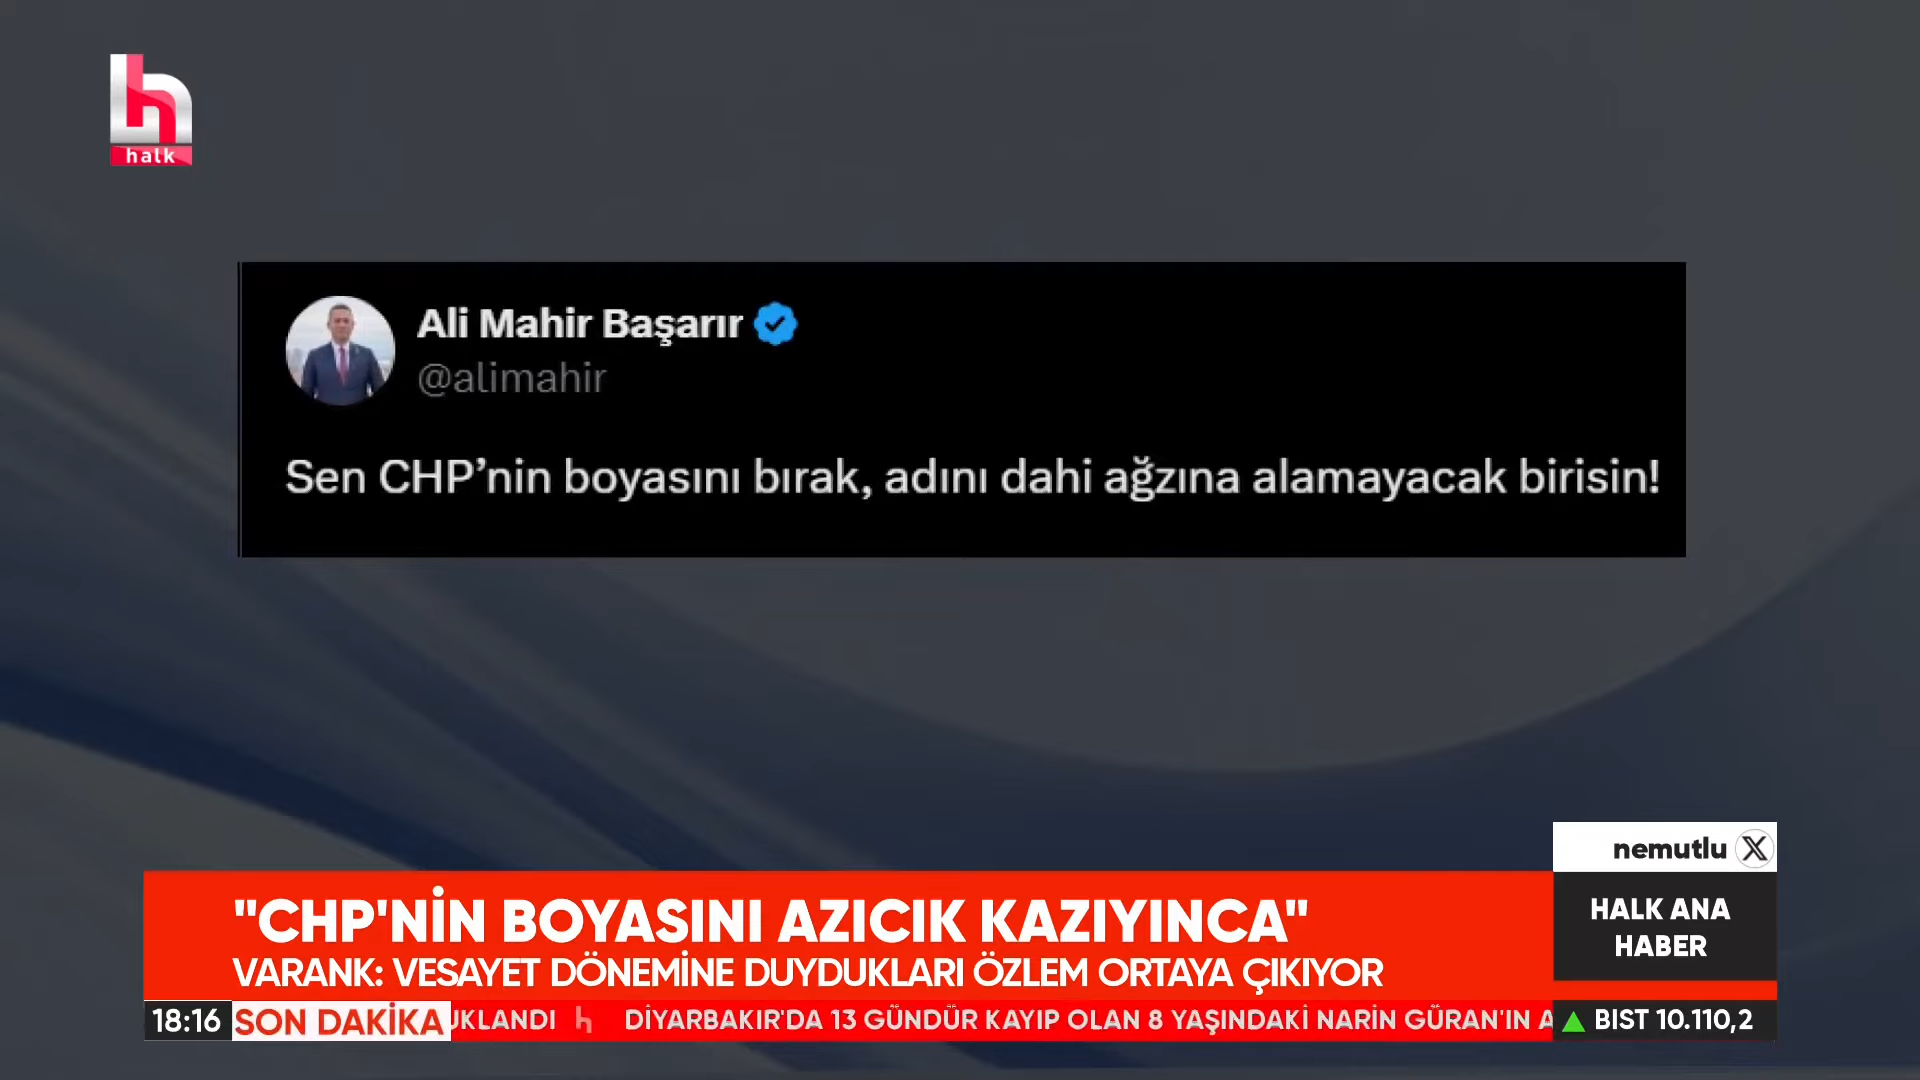 halk
Ali Mahir Başarır
@alimahir
Sen CHP’nin boyasını bırak, adını dahi ağzına alamayacak birisin!
nemutlu X
"CHP'NİN BOYASINI AZICIK KAZIYINCA"
VARANK: VESAYET DÖNEMİNE DUYDUKLARI ÖZLEM ORTAYA ÇIKIYOR
HALK ANA
HABER
18:16 SON DAKİKA UKLANDI h DİYARBAKIR'DA 13 GÜNDÜR KAYIP OLAN 8 YAŞINDAKİ NARİN GÜRAN'IN A BIST 10.110,2